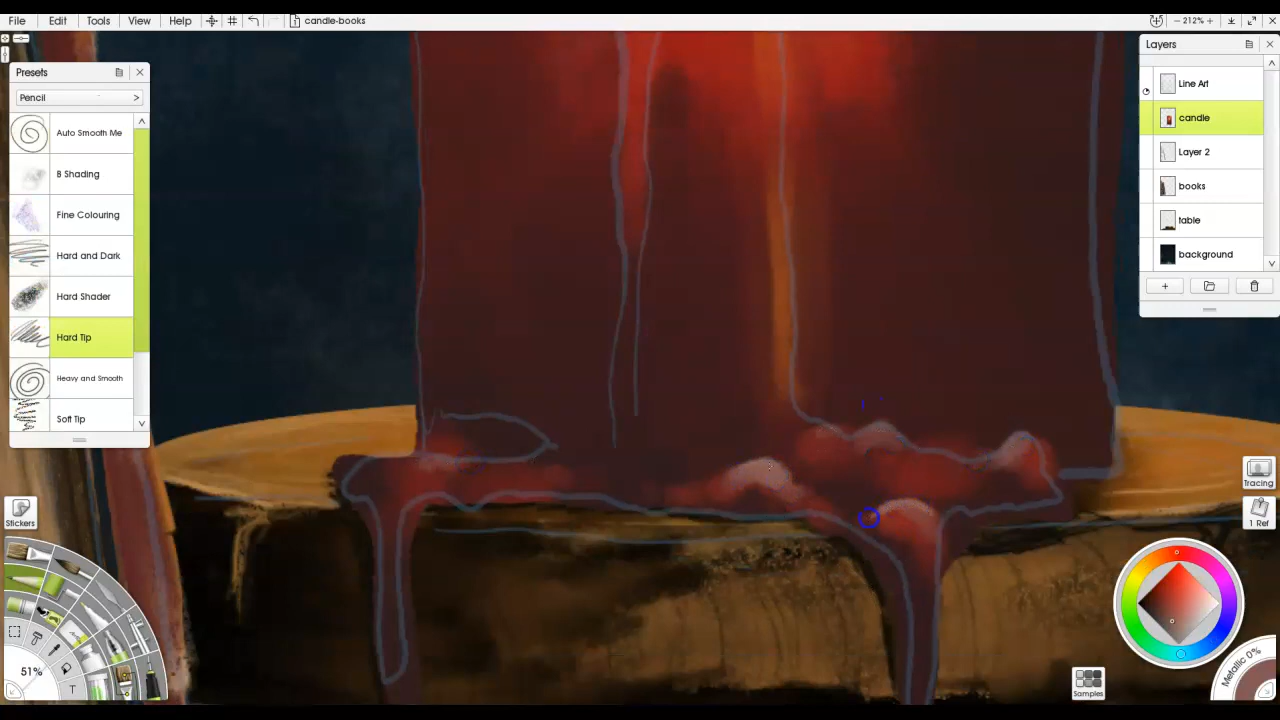 File Edit Tools View Help candle-books - 212% +
Presets
Pencil >
Auto Smooth Me
B Shading
Fine Colouring
Hard and Dark
Hard Shader
Hard Tip
Heavy and Smooth
Soft Tip
Layers
Line Art
candle
Layer 2
books
table
background
+
Tracing
1 Ref
Stickers
51%
T
Samples
Metallic 0%